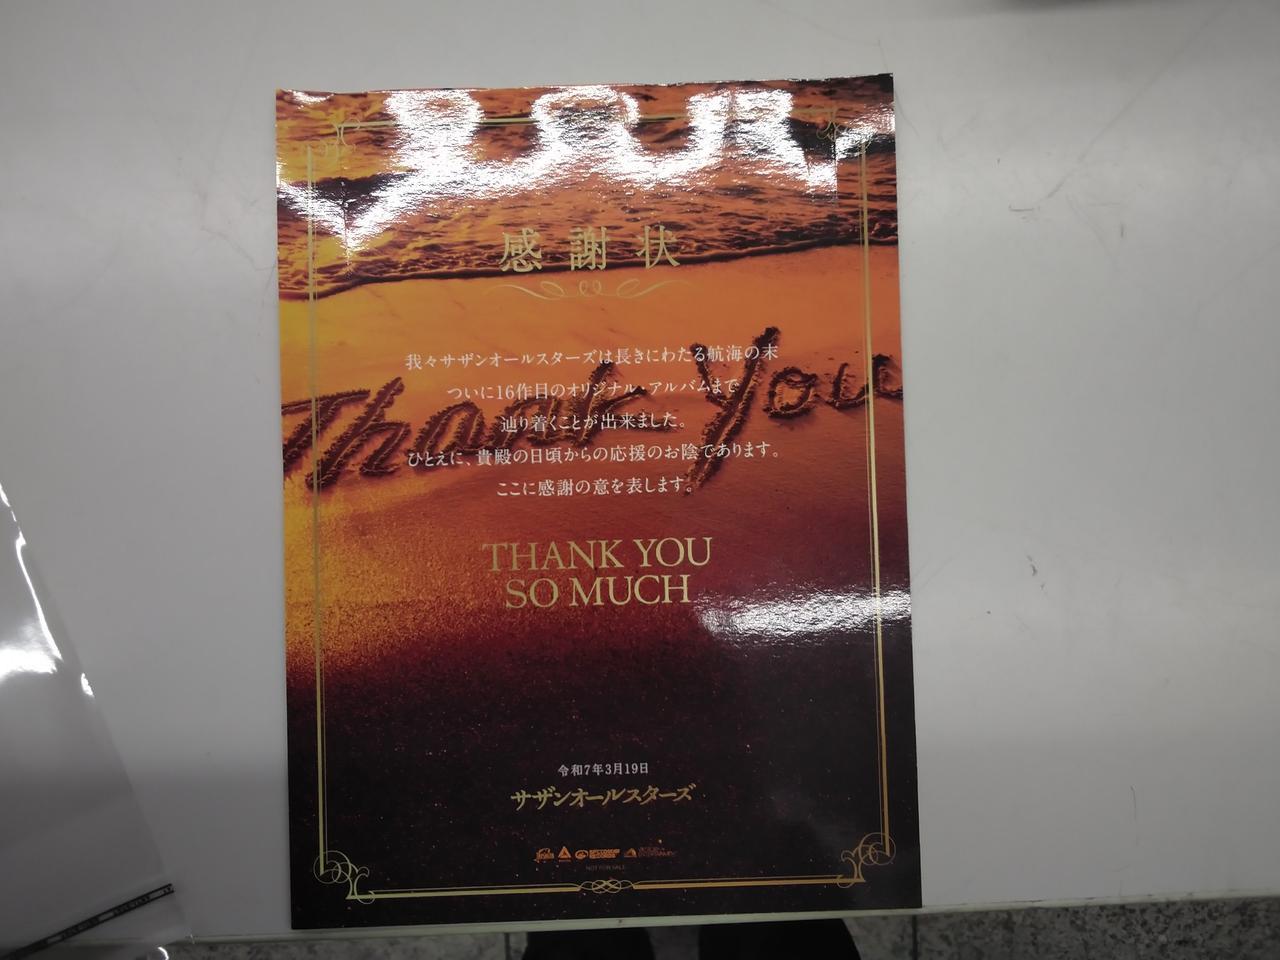 感謝状
我々サザンオールスターズは長きにわたる航海の末
ついに16作目のオリジナル・アルバムまで
辿り着くことが出来ました。
ひとえに、貴殿の日頃からの応援のお陰であります。
ここに感謝の意を表します。
Thank You
THANK YOU
SO MUCH
令和7年3月19日
サザンオールスターズ
NOT FOR SALE